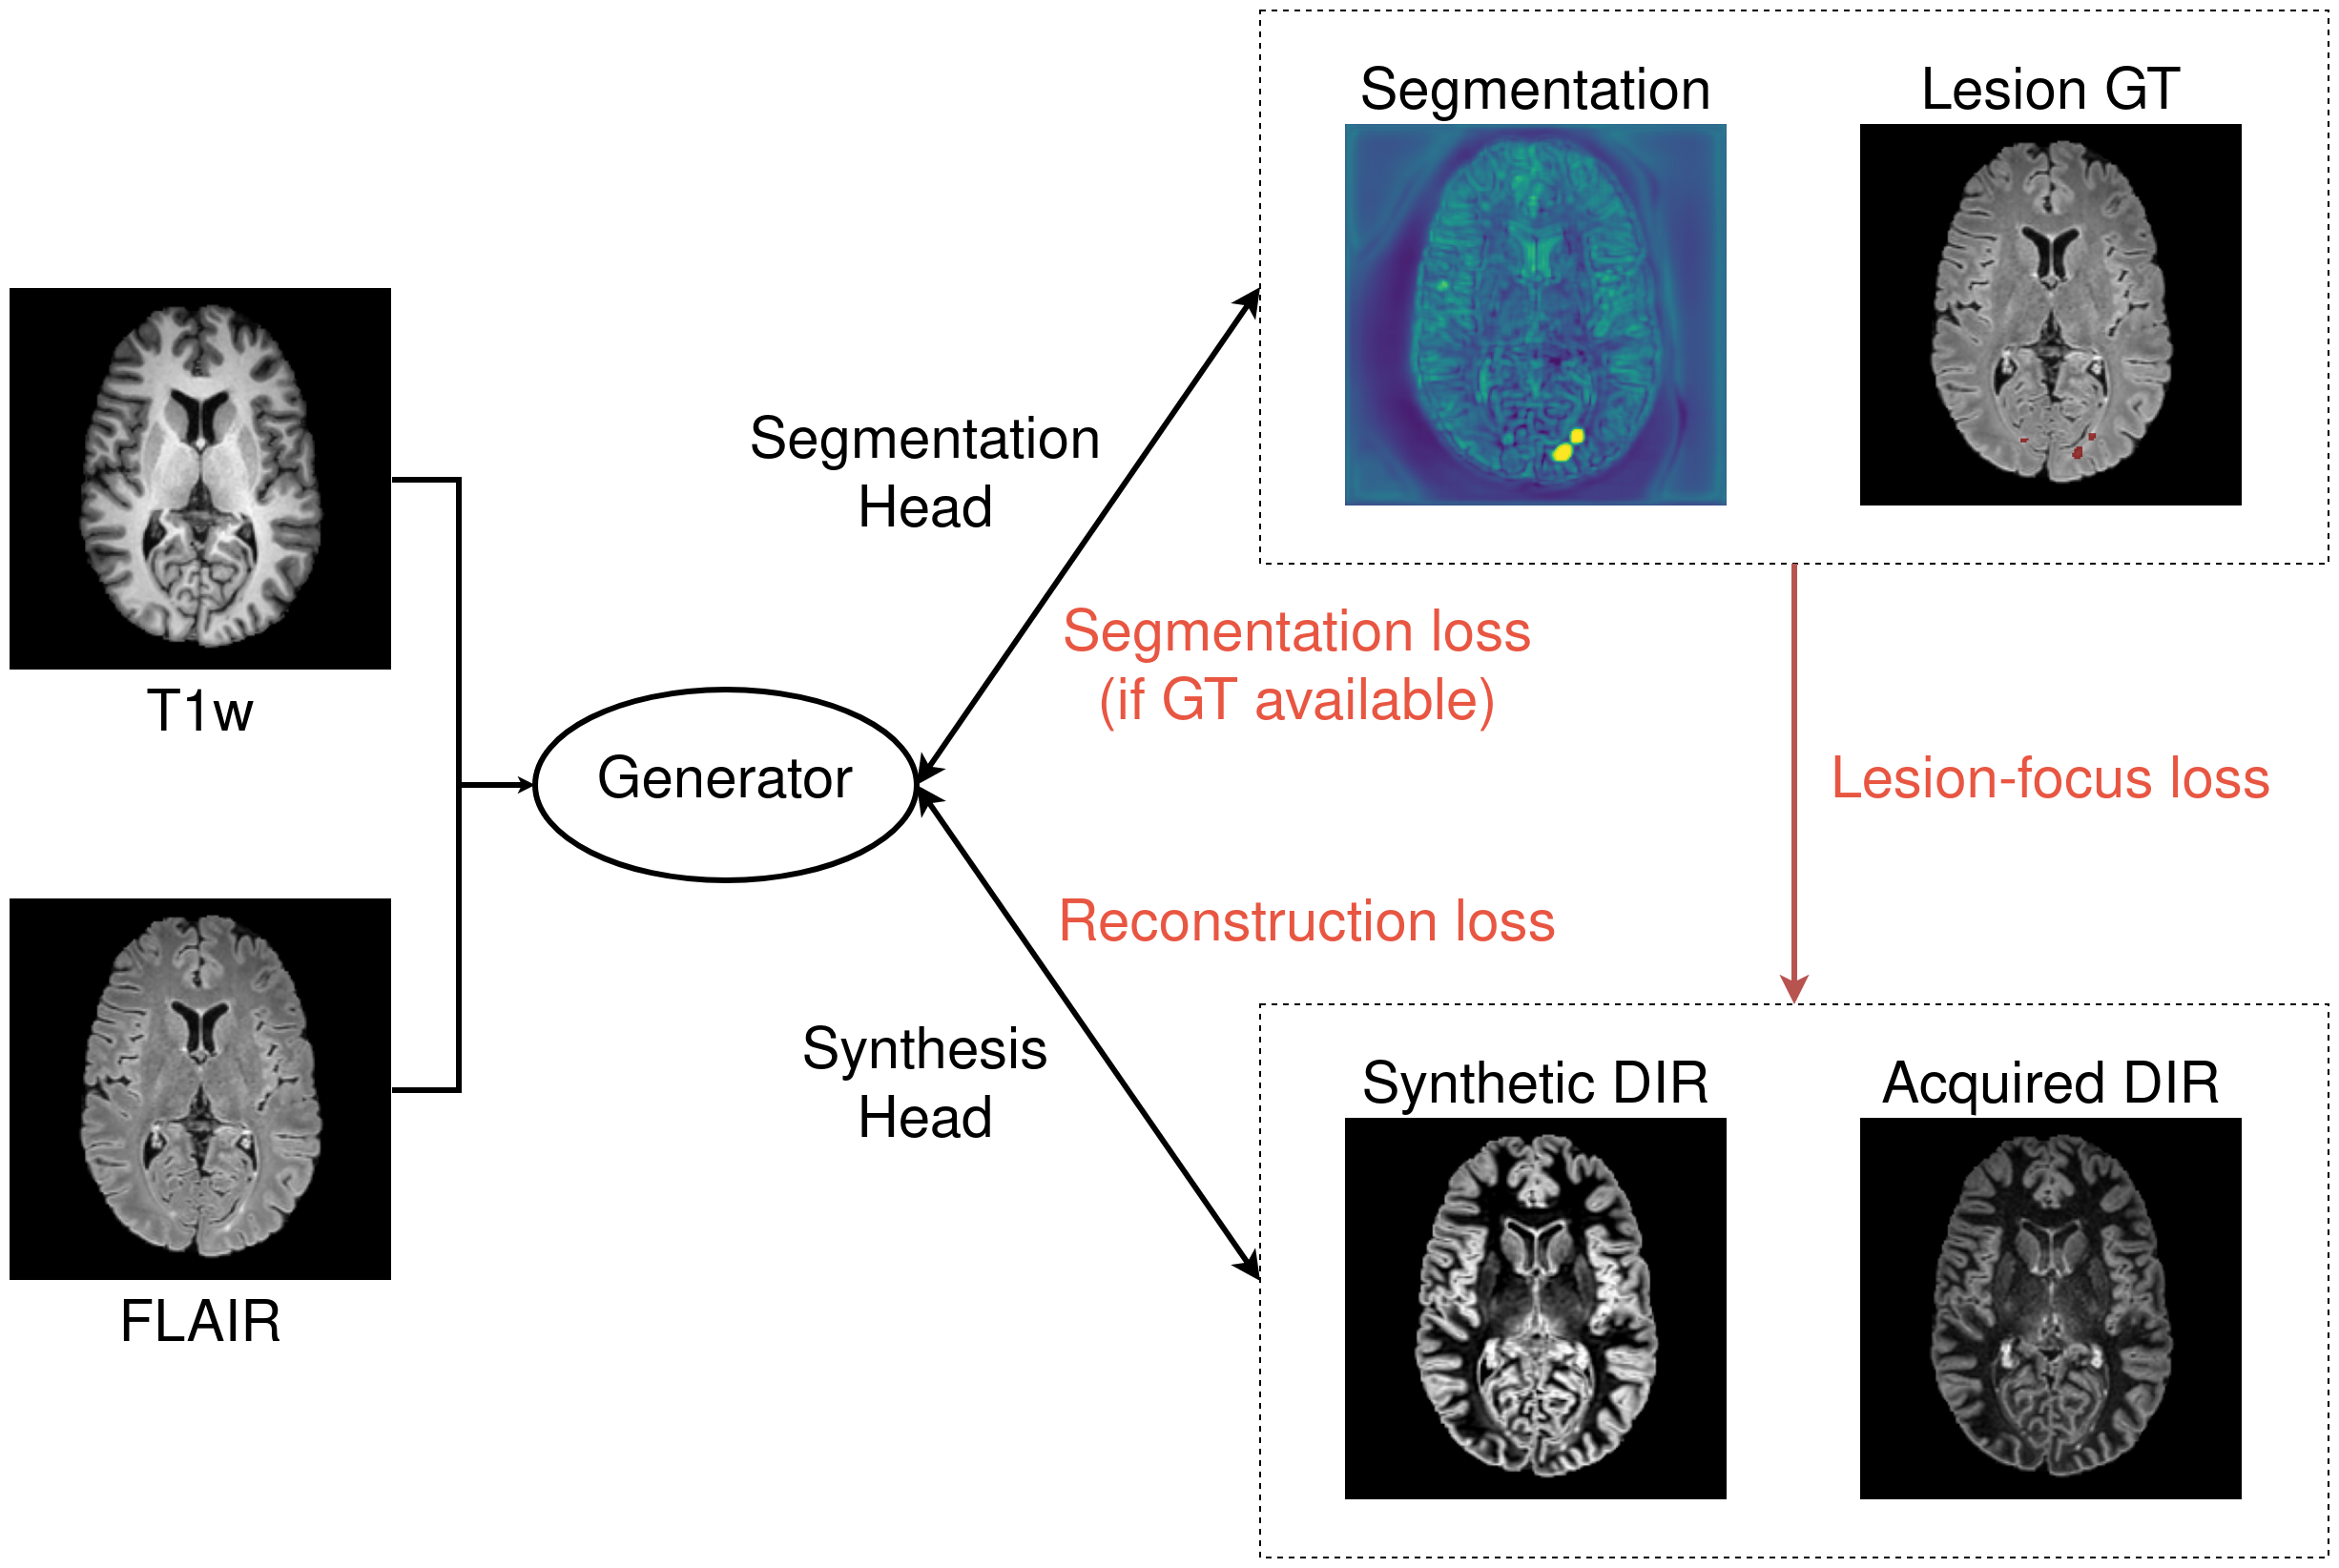 T1w
FLAIR
Generator
Segmentation
Head
Synthesis
Head
Segmentation loss
(if GT available)
Reconstruction loss
Segmentation
Lesion GT
Lesion-focus loss
Synthetic DIR
Acquired DIR